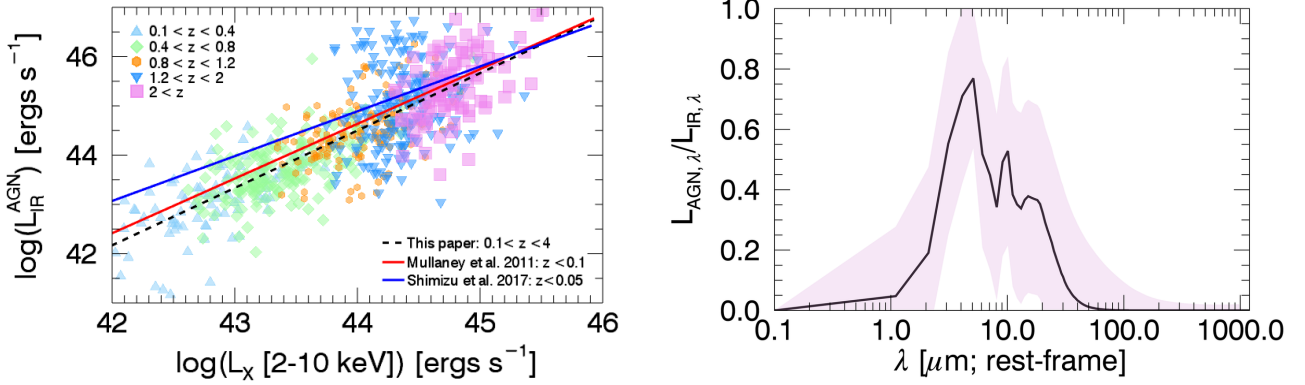 log(L_IR^AGN) [ergs s⁻¹]
46
44
42
0.1 < z < 0.4
0.4 < z < 0.8
0.8 < z < 1.2
1.2 < z < 2
2 < z
This paper: 0.1 < z < 4
Mullaney et al. 2011: z < 0.1
Shimizu et al. 2017: z < 0.05
42 43 44 45 46
log(L_X [2-10 keV]) [ergs s⁻¹]
L_AGN, λ/L_IR, λ
1.0
0.8
0.6
0.4
0.2
0.0
0.1 1.0 10.0 100.0 1000.0
λ [μm; rest-frame]